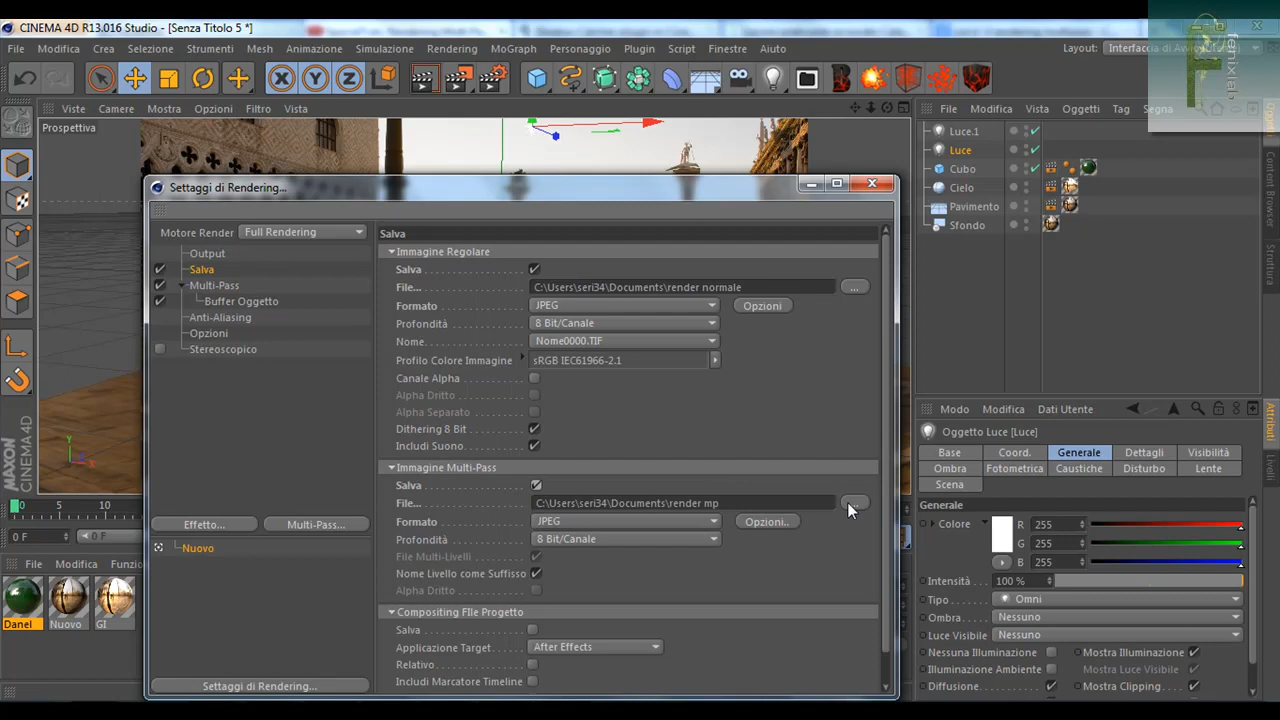 CINEMA 4D R13.016 Studio - [Senza Titolo 5 *]
File Modifica Crea Selezione Strumenti Mesh Animazione Simulazione Rendering MoGraph Personaggio Plugin Script Finestre Aiuto
Layout:
fenixlab
Viste Camere Mostra Opzioni Filtro Vista
Prospettiva
File Modifica Vista Oggetti Tag Segna
Luce.1
Luce
Cubo
Cielo
Pavimento
Sfondo
Oggetti
Content Browser
Struttura
Settaggi di Rendering...
Motore Render Full Rendering
Output
Salva
Multi-Pass
Buffer Oggetto
Anti-Aliasing
Opzioni
Stereoscopico
Effetto... Multi-Pass...
Nuovo
Settaggi di Rendering...
Salva
Immagine Regolare
Salva
File... C:\Users\seri34\Documents\render normale ...
Formato JPEG Opzioni
Profondità 8 Bit/Canale
Nome. Nome0000.TIF
Profilo Colore Immagine sRGB IEC61966-2.1
Canale Alpha
Alpha Dritto
Alpha Separato
Dithering 8 Bit
Includi Suono
Immagine Multi-Pass
Salva
File... C:\Users\seri34\Documents\render mp
Formato JPEG Opzioni..
Profondità 8 Bit/Canale
File Multi-Livelli
Nome Livello come Suffisso
Alpha Dritto
Compositing FIle Progetto
Salva
Applicazione Target After Effects
Relativo
Includi Marcatore Timeline
Y
X
0 5 10
0 F 0 F
File Modifica Funzio
Danel Nuovo GI
MAXON
CINEMA 4D
Modo Modifica Dati Utente
Oggetto Luce [Luce]
Base Coord. Generale Dettagli Visibilità
Ombra Fotometrica Caustiche Disturbo Lente
Scena
Generale
Colore R 255
G 255
B 255
Intensità 100 %
Tipo Omni
Ombra: Nessuno
Luce Visibile Nessuno
Nessuna Illuminazione Mostra Illuminazione
Illuminazione Ambiente Mostra Luce Visibile
Diffusione Mostra Clipping
Attributi
Livelli